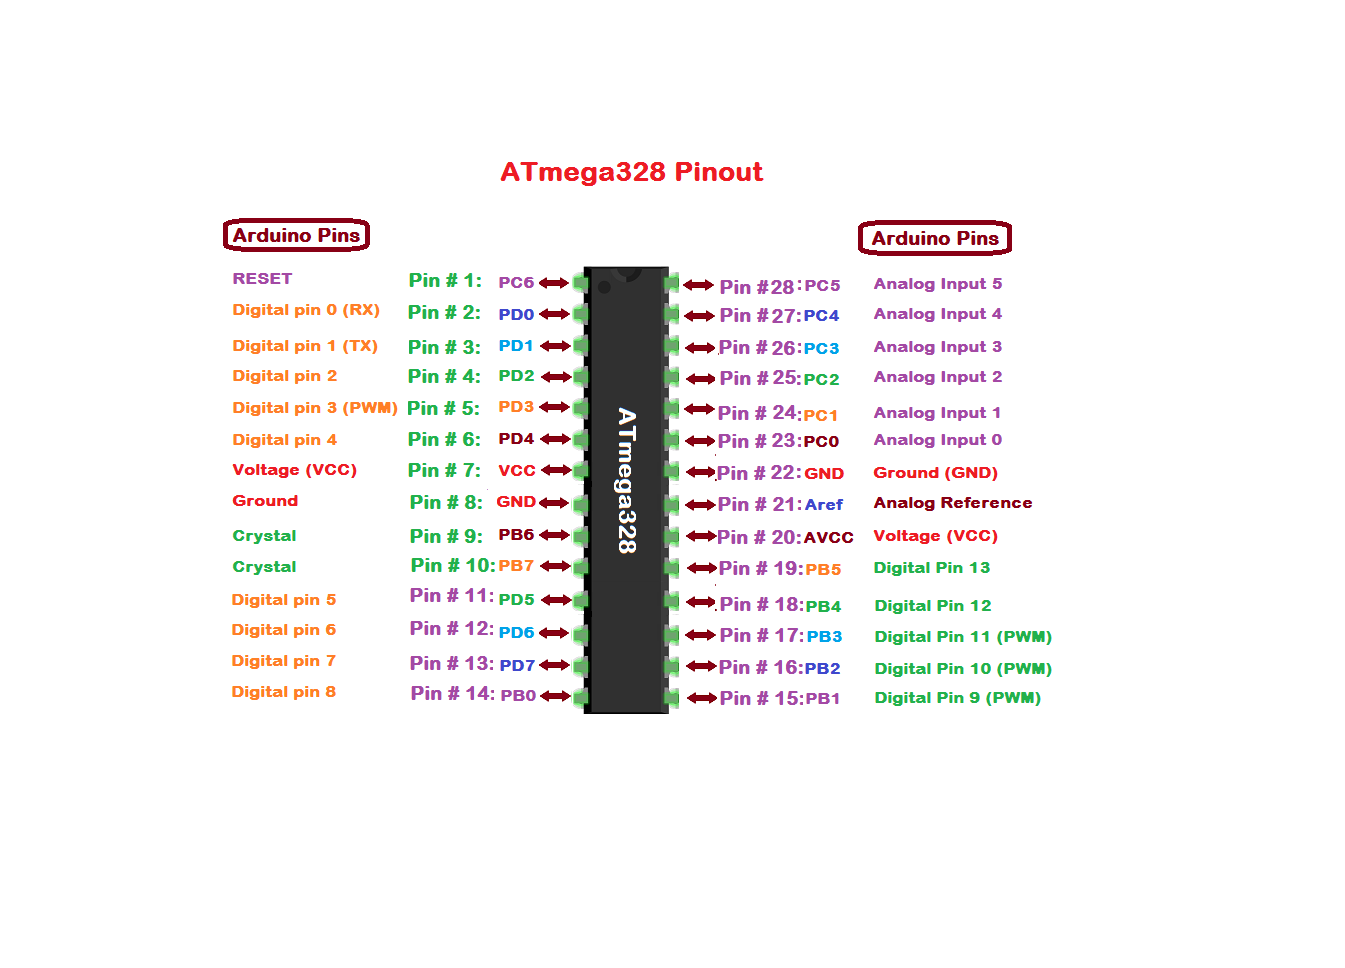 ATmega328 Pinout
Arduino Pins
Arduino Pins
RESET Pin # 1: PC6 Pin #28: PC5 Analog Input 5
Digital pin 0 (RX) Pin # 2: PD0 Pin # 27: PC4 Analog Input 4
Digital pin 1 (TX) Pin # 3: PD1 Pin # 26: PC3 Analog Input 3
Digital pin 2 Pin # 4: PD2 Pin # 25: PC2 Analog Input 2
Digital pin 3 (PWM) Pin # 5: PD3 Pin # 24: PC1 Analog Input 1
Digital pin 4 Pin # 6: PD4 Pin # 23: PC0 Analog Input 0
Voltage (VCC) Pin # 7: VCC Pin # 22: GND Ground (GND)
Ground Pin # 8: GND Pin # 21: Aref Analog Reference
Crystal Pin # 9: PB6 Pin # 20: AVCC Voltage (VCC)
Crystal Pin # 10: PB7 Pin # 19: PB5 Digital Pin 13
Digital pin 5 Pin # 11: PD5 Pin # 18: PB4 Digital Pin 12
Digital pin 6 Pin # 12: PD6 Pin # 17: PB3 Digital Pin 11 (PWM)
Digital pin 7 Pin # 13: PD7 Pin # 16: PB2 Digital Pin 10 (PWM)
Digital pin 8 Pin # 14: PB0 Pin # 15: PB1 Digital Pin 9 (PWM)
ATmega328